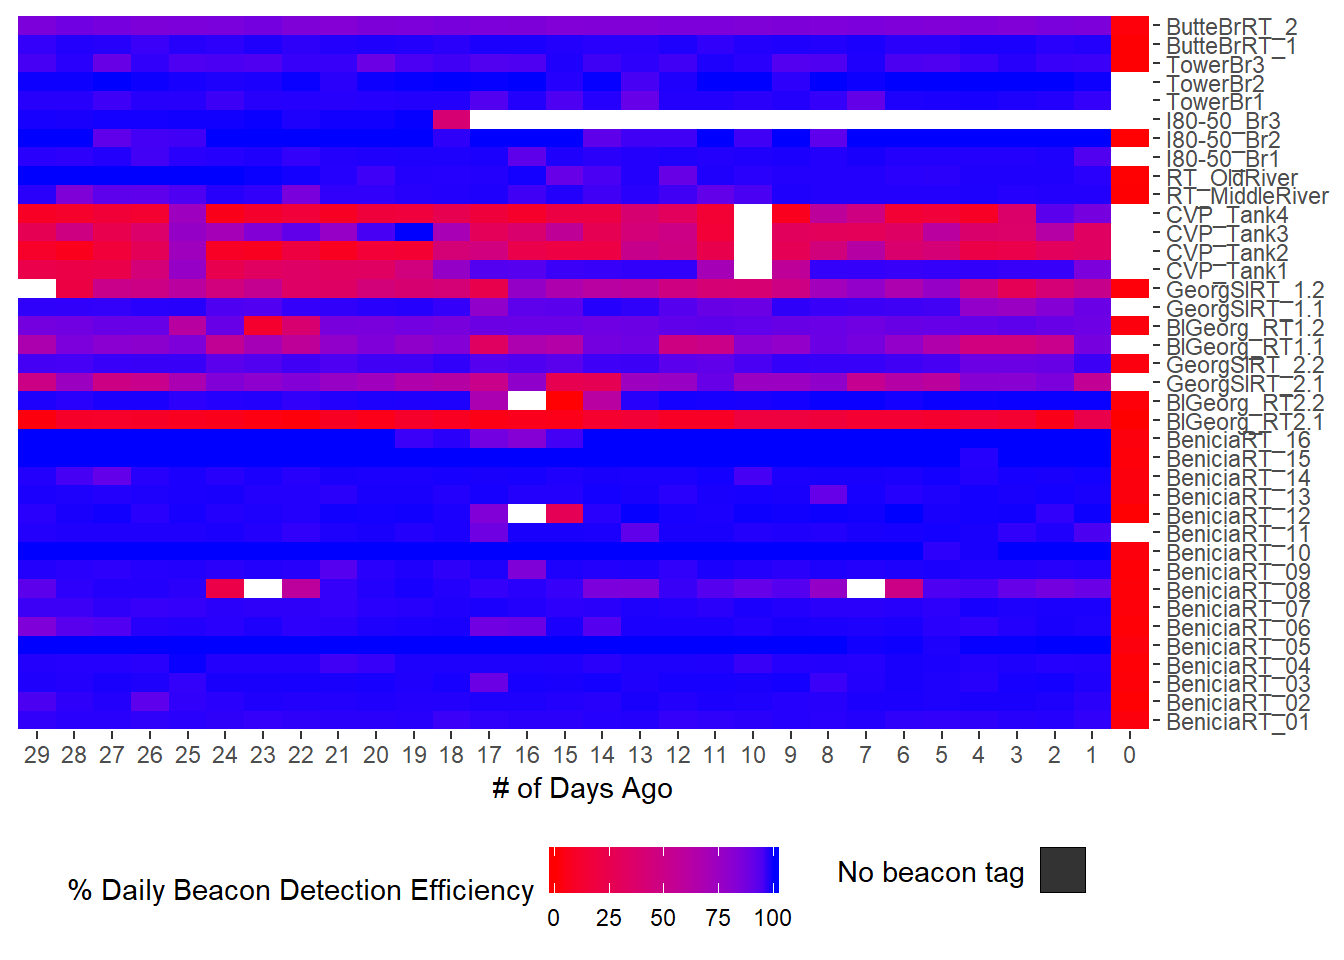 ButteBrRT_2
ButteBrRT_1
TowerBr3
TowerBr2
TowerBr1
I80-50_Br3
I80-50_Br2
I80-50_Br1
RT_OldRiver
RT_MiddleRiver
CVP_Tank4
CVP_Tank3
CVP_Tank2
CVP_Tank1
GeorgSlRT_1.2
GeorgSlRT_1.1
BlGeorg_RT1.2
BlGeorg_RT1.1
GeorgSlRT_2.2
GeorgSlRT_2.1
BlGeorg_RT2.2
BlGeorg_RT2.1
BeniciaRT_16
BeniciaRT_15
BeniciaRT_14
BeniciaRT_13
BeniciaRT_12
BeniciaRT_11
BeniciaRT_10
BeniciaRT_09
BeniciaRT_08
BeniciaRT_07
BeniciaRT_06
BeniciaRT_05
BeniciaRT_04
BeniciaRT_03
BeniciaRT_02
BeniciaRT_01
29 28 27 26 25 24 23 22 21 20 19 18 17 16 15 14 13 12 11 10 9 8 7 6 5 4 3 2 1 0
# of Days Ago
% Daily Beacon Detection Efficiency
0 25 50 75 100
No beacon tag